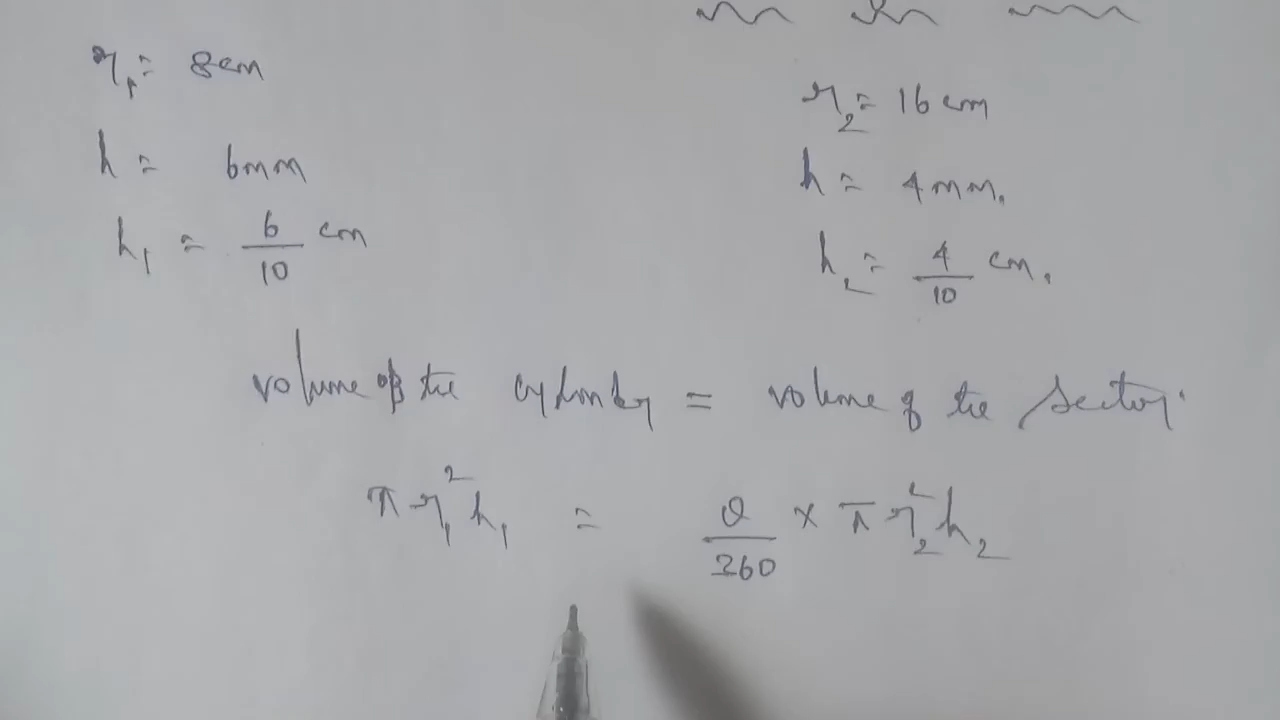 r₁ = 8cm
h = 6mm
h₁ = 6/10 cm
r₂ = 16 cm
h = 4mm.
h₂ = 4/10 cm.
volume of the cylinder = volume of the sector.
π r₁² h₁ = θ/360 × π r₂² h₂